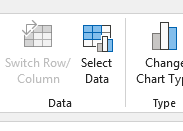 Switch Row/
Column
Select
Data
Change
Chart Typ
Data
Type